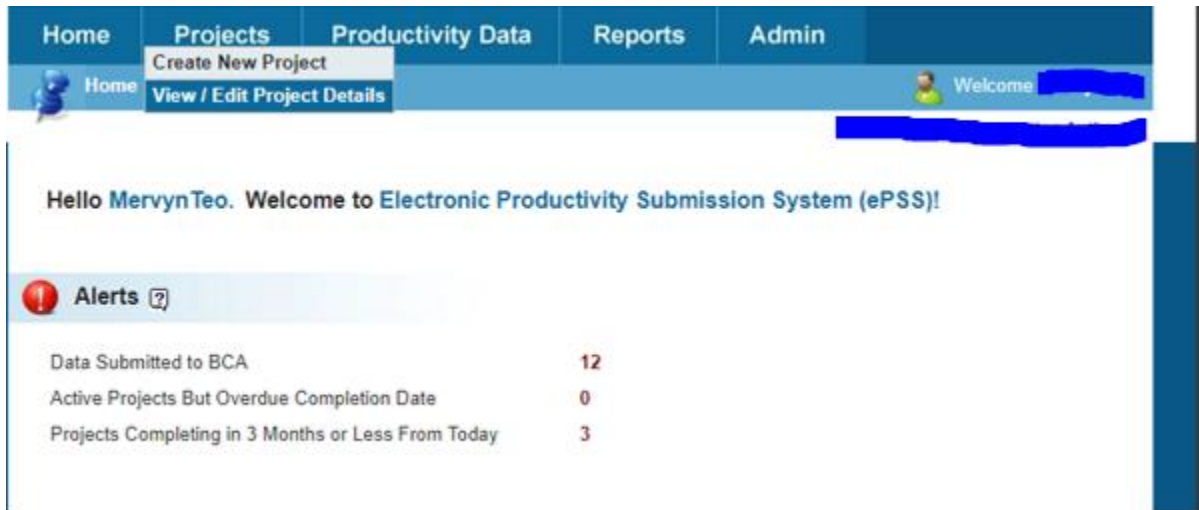 Home Projects Productivity Data Reports Admin
Create New Project
Home
View / Edit Project Details
Welcome
Hello MervynTeo. Welcome to Electronic Productivity Submission System (ePSS)!
Alerts ?
Data Submitted to BCA 12
Active Projects But Overdue Completion Date 0
Projects Completing in 3 Months or Less From Today 3